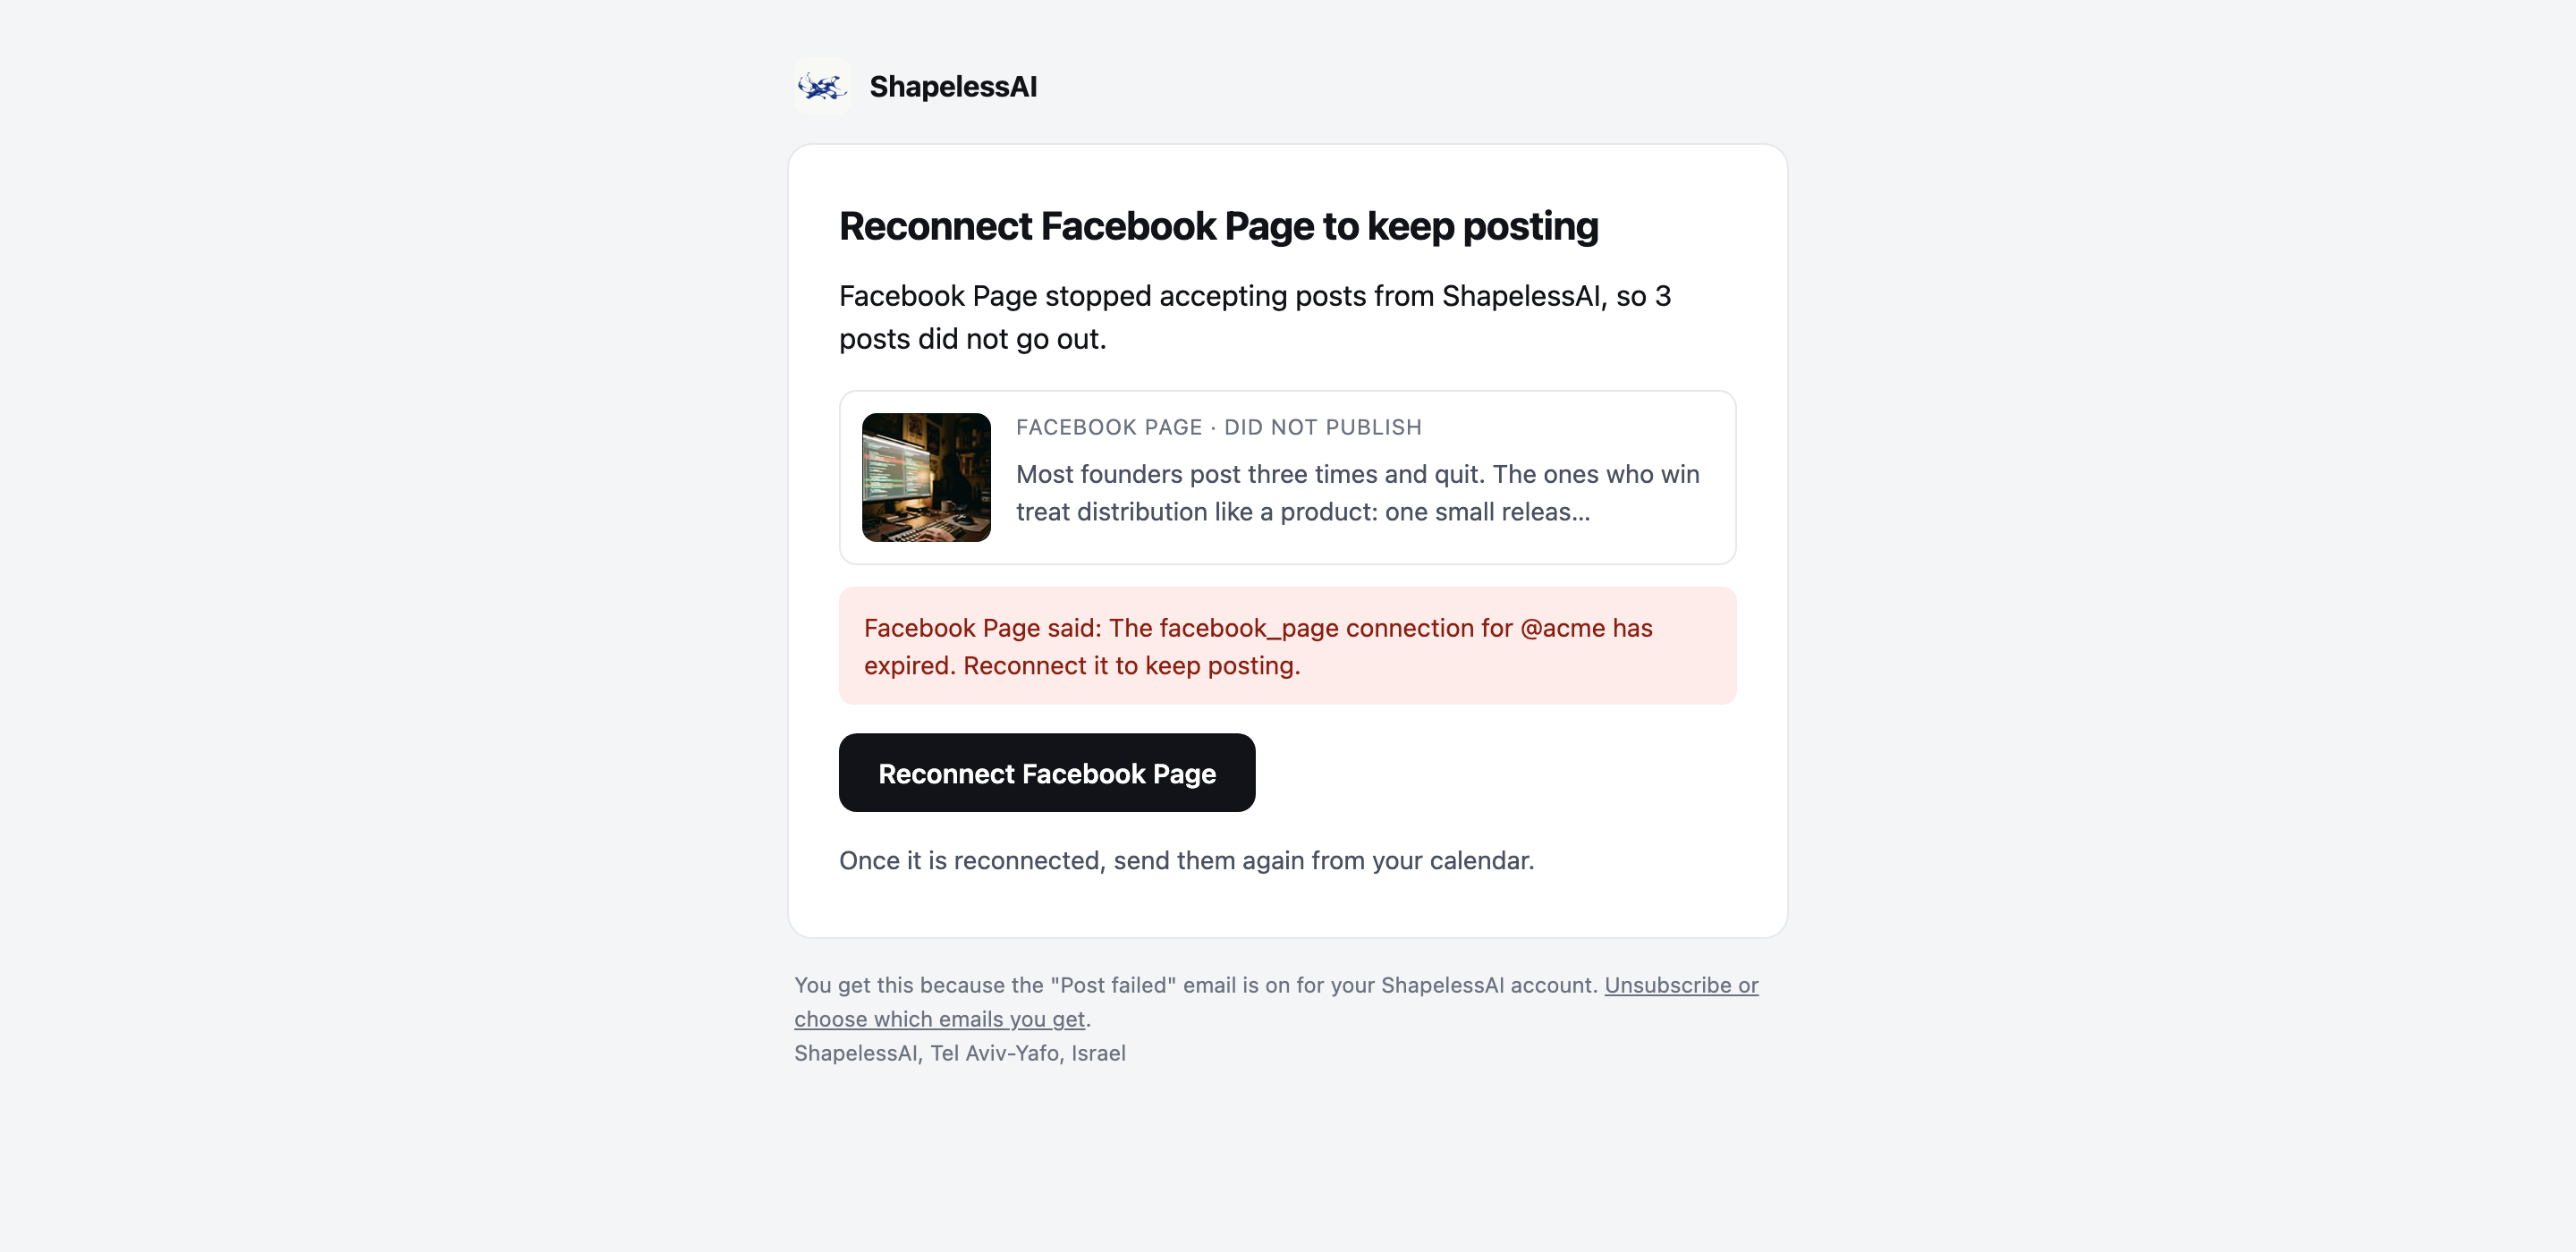 ShapelessAI
Reconnect Facebook Page to keep posting
Facebook Page stopped accepting posts from ShapelessAI, so 3
posts did not go out.
FACEBOOK PAGE · DID NOT PUBLISH
Most founders post three times and quit. The ones who win
treat distribution like a product: one small releas...
Facebook Page said: The facebook_page connection for @acme has
expired. Reconnect it to keep posting.
Reconnect Facebook Page
Once it is reconnected, send them again from your calendar.
You get this because the "Post failed" email is on for your ShapelessAI account. Unsubscribe or
choose which emails you get.
ShapelessAI, Tel Aviv-Yafo, Israel